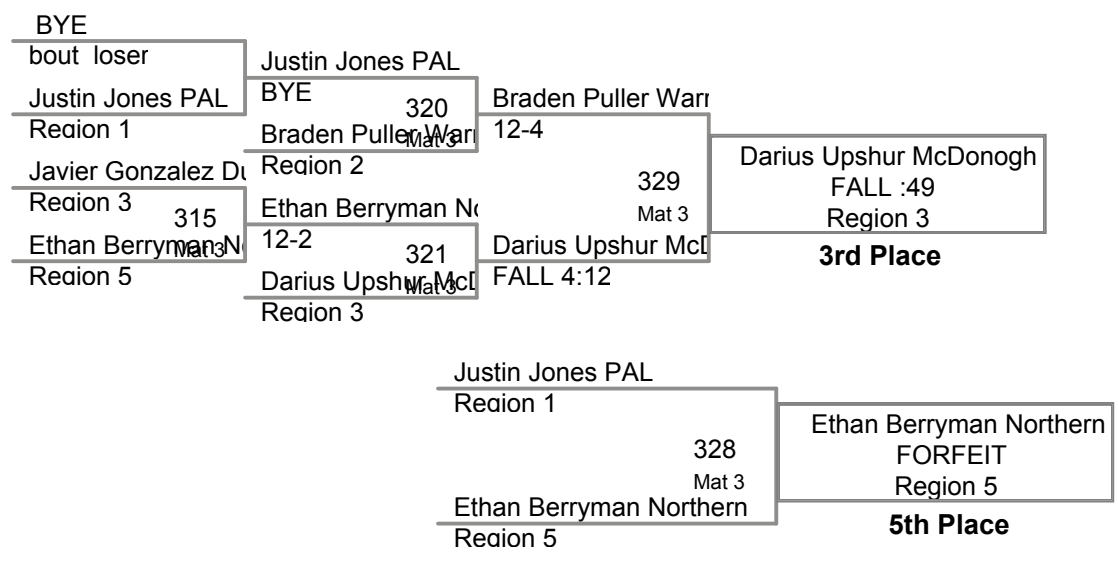 BYE
bout loser
Justin Jones PAL
Region 1
Javier Gonzalez Du
Region 3
315
Mat 3
Ethan Berryman No
Region 5
Justin Jones PAL
BYE
320
Mat 3
Braden Puller Warr
Region 2
Ethan Berryman No
12-2
321
Mat 3
Darius Upshur McD
Region 3
Braden Puller Warr
12-4
329
Mat 3
Darius Upshur McD
FALL 4:12
Darius Upshur McDonogh
FALL :49
Region 3
3rd Place
Justin Jones PAL
Region 1
328
Mat 3
Ethan Berryman Northern
Region 5
Ethan Berryman Northern
FORFEIT
Region 5
5th Place